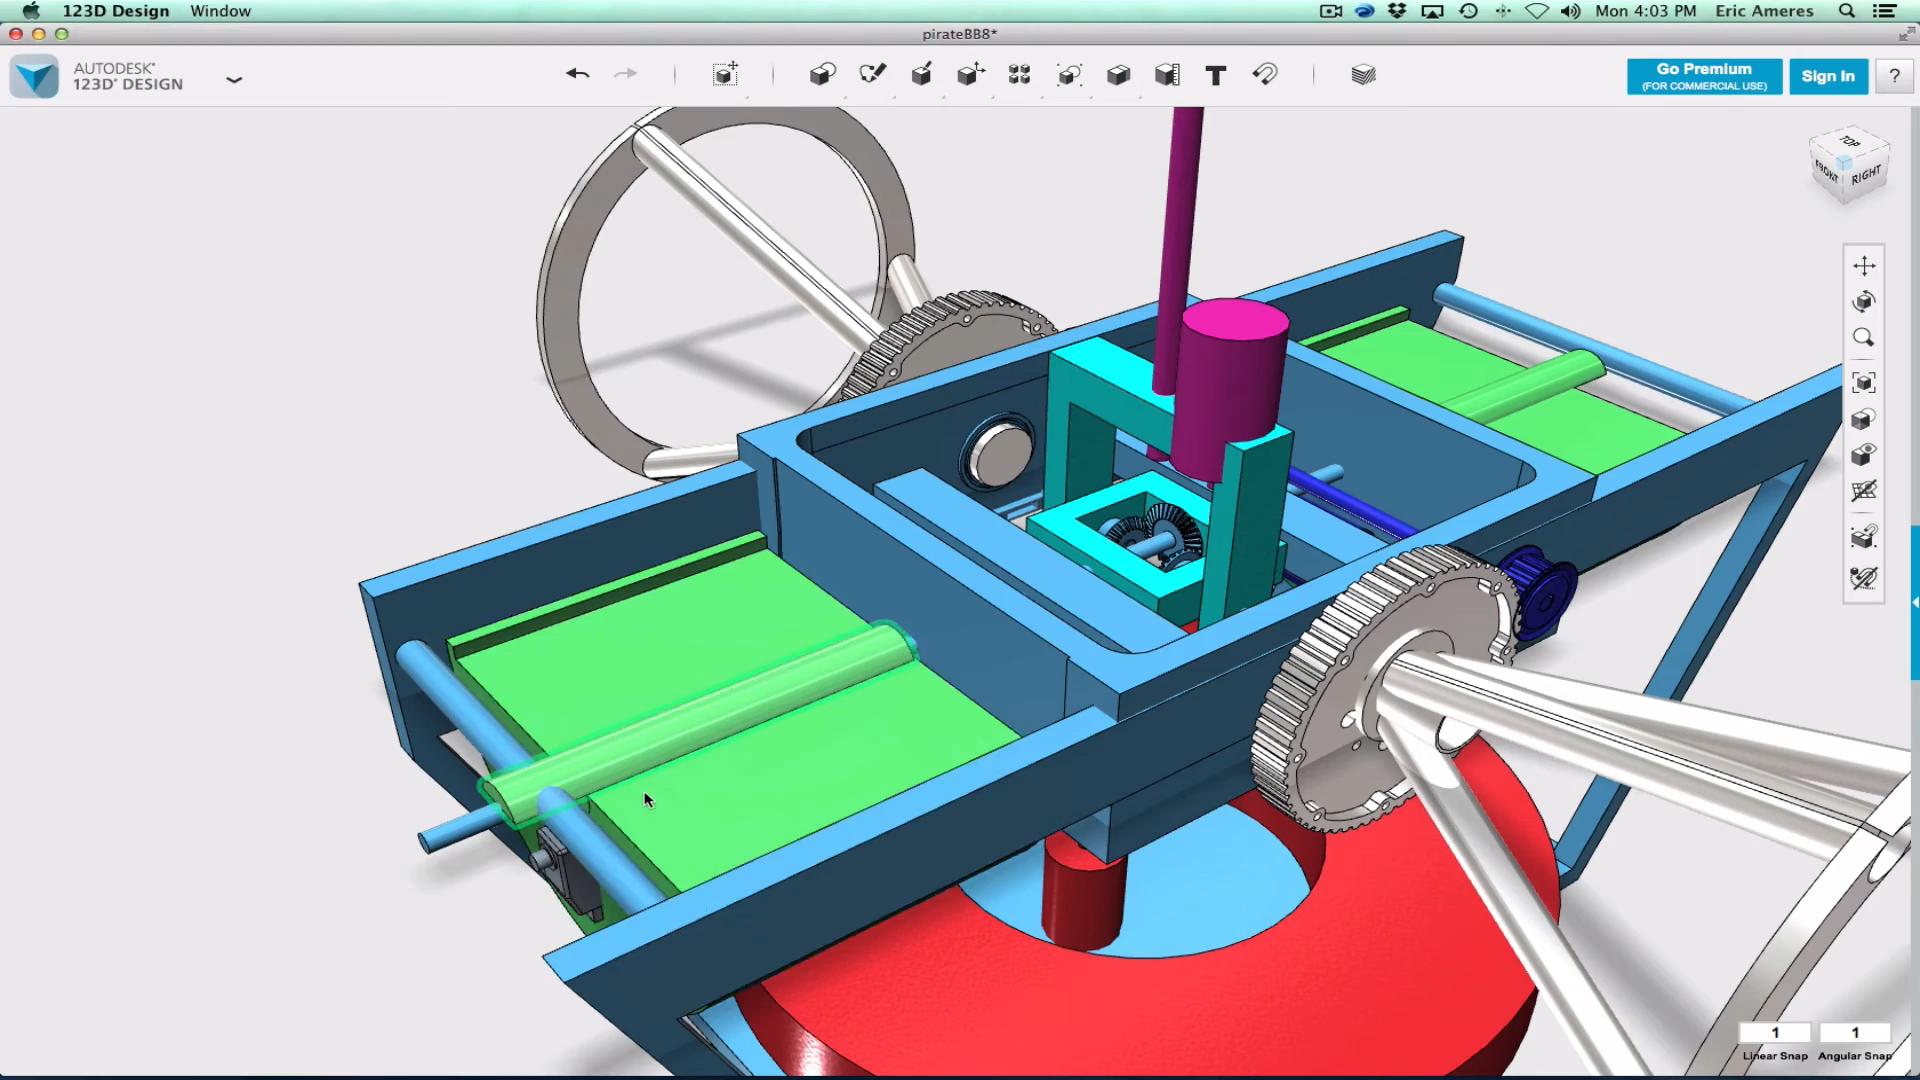 123D Design Window
Mon 4:03 PM Eric Ameres
pirateBB8*
AUTODESK®
123D® DESIGN
T
Go Premium
(FOR COMMERCIAL USE)
Sign In
?
TOP
FRONT
RIGHT
1 1
Linear Snap Angular Snap